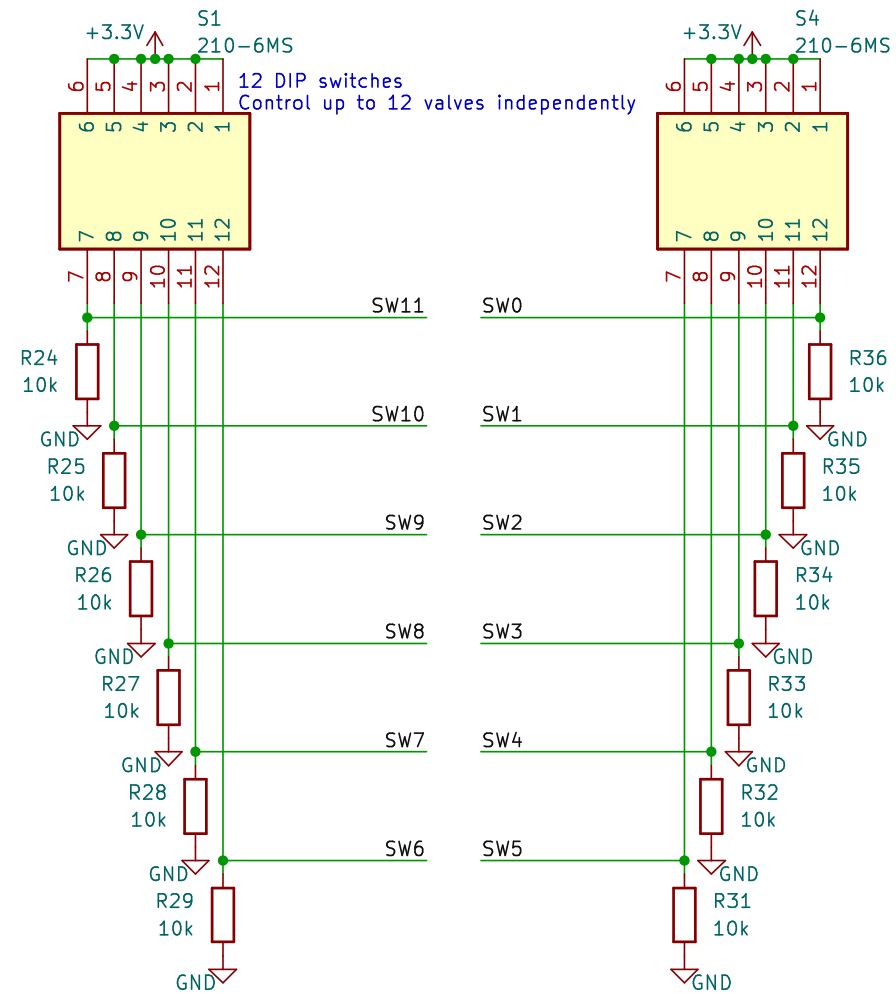 S1
+3.3V
210-6MS
6 5 4 3 2 1
12 DIP switches
Control up to 12 valves independently
6 5 4 3 2 1
7 8 9 10 11 12
7 8 9 10 11 12
S4
+3.3V
210-6MS
6 5 4 3 2 1
6 5 4 3 2 1
7 8 9 10 11 12
7 8 9 10 11 12
SW11
SW0
R24
10k
GND
R36
10k
GND
SW10
SW1
R25
10k
GND
R35
10k
GND
SW9
SW2
R26
10k
GND
R34
10k
GND
SW8
SW3
R27
10k
GND
R33
10k
GND
SW7
SW4
R28
10k
GND
R32
10k
GND
SW6
SW5
R29
10k
GND
R31
10k
GND